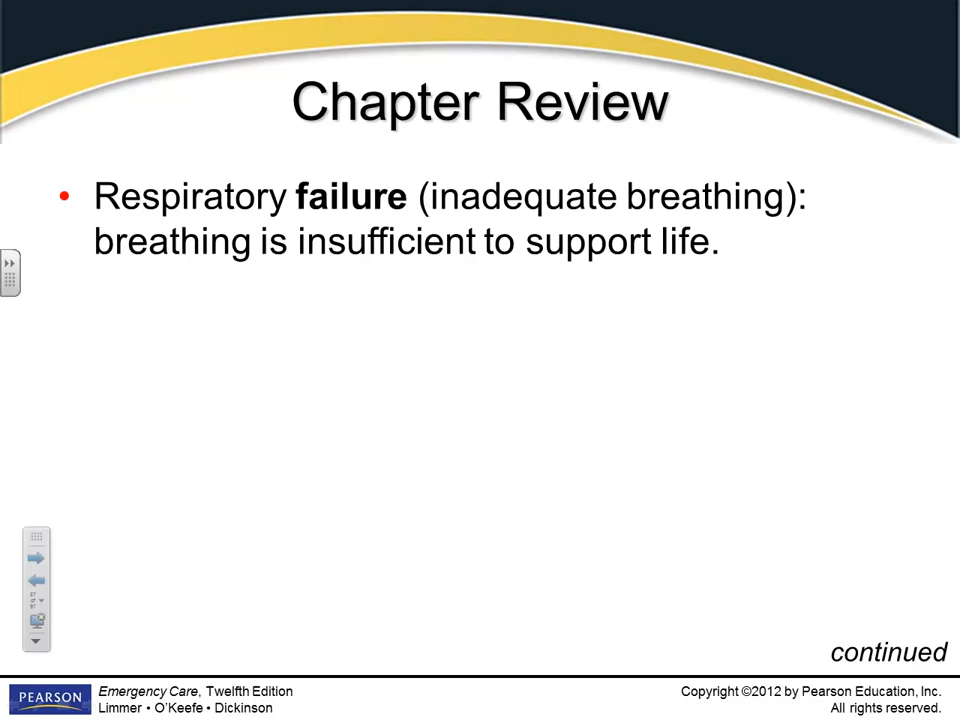 Chapter Review
• Respiratory failure (inadequate breathing):
breathing is insufficient to support life.
continued
PEARSON
Emergency Care, Twelfth Edition
Limmer • O'Keefe • Dickinson
Copyright ©2012 by Pearson Education, Inc.
All rights reserved.